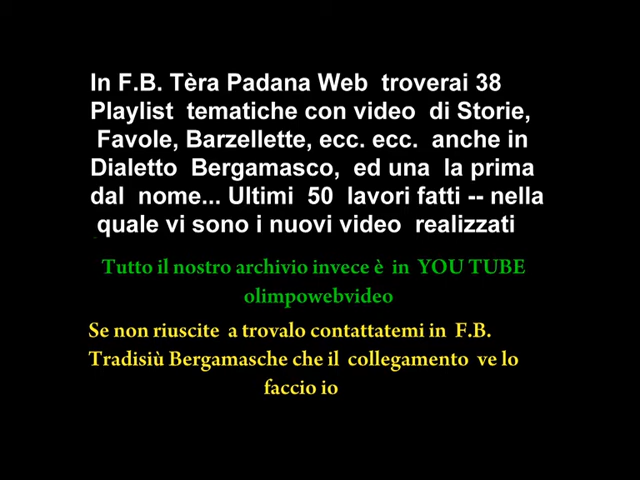 In F.B. Tèra Padana Web troverai 38
Playlist tematiche con video di Storie,
Favole, Barzellette, ecc. ecc. anche in
Dialetto Bergamasco, ed una la prima
dal nome... Ultimi 50 lavori fatti -- nella
quale vi sono i nuovi video realizzati
Tutto il nostro archivio invece è in YOU TUBE
olimpowebvideo
Se non riuscite a trovalo contattatemi in F.B.
Tradisiù Bergamasche che il collegamento ve lo
faccio io